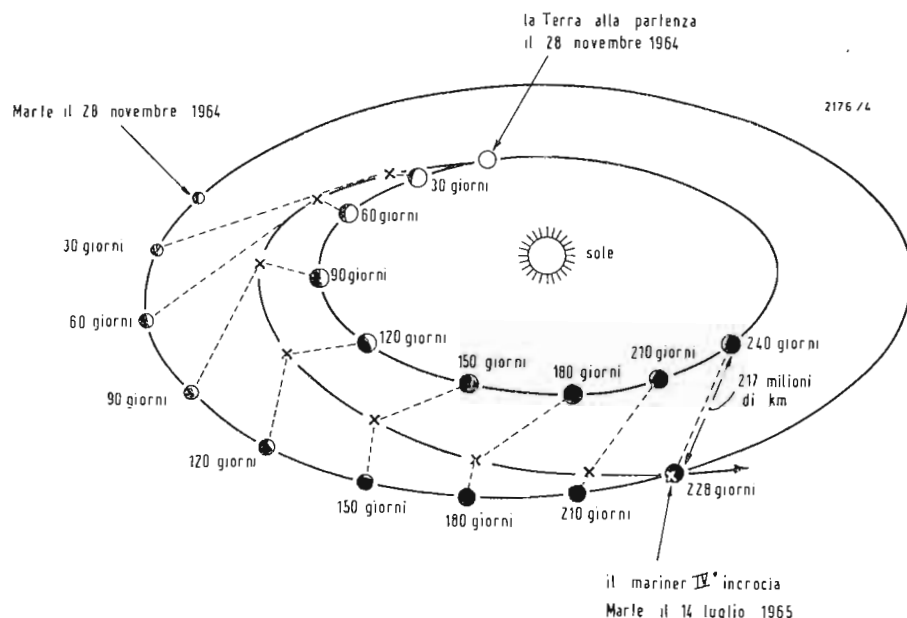 la Terra alla partenza
il 28 novembre 1964
2176/4
Marte il 28 novembre 1964
30 giorni
60 giorni
30 giorni
sole
90 giorni
60 giorni
120 giorni
240 giorni
210 giorni
150 giorni
180 giorni
217 milioni
di km
90 giorni
120 giorni
150 giorni
180 giorni
210 giorni
228 giorni
il mariner IV° incrocia
Marte il 14 luglio 1965